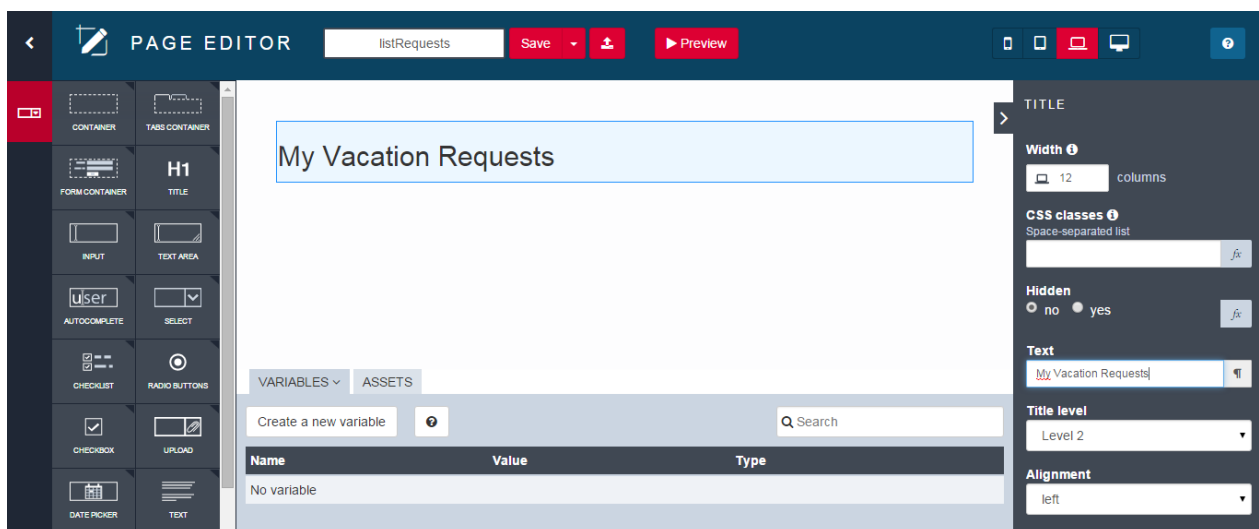 PAGE EDITOR
listRequests
Save
Preview
CONTAINER
TABS CONTAINER
FORM CONTAINER
H1
TITLE
INPUT
TEXT AREA
user
AUTOCOMPLETE
SELECT
CHECKLIST
RADIO BUTTONS
CHECKBOX
UPLOAD
DATE PICKER
TEXT
My Vacation Requests
VARIABLES
ASSETS
Create a new variable
?
Search
Name Value Type
No variable
?
TITLE
Width
12 columns
CSS classes
Space-separated list
fx
Hidden
no yes
fx
Text
My Vacation Requests ¶
Title level
Level 2
Alignment
left